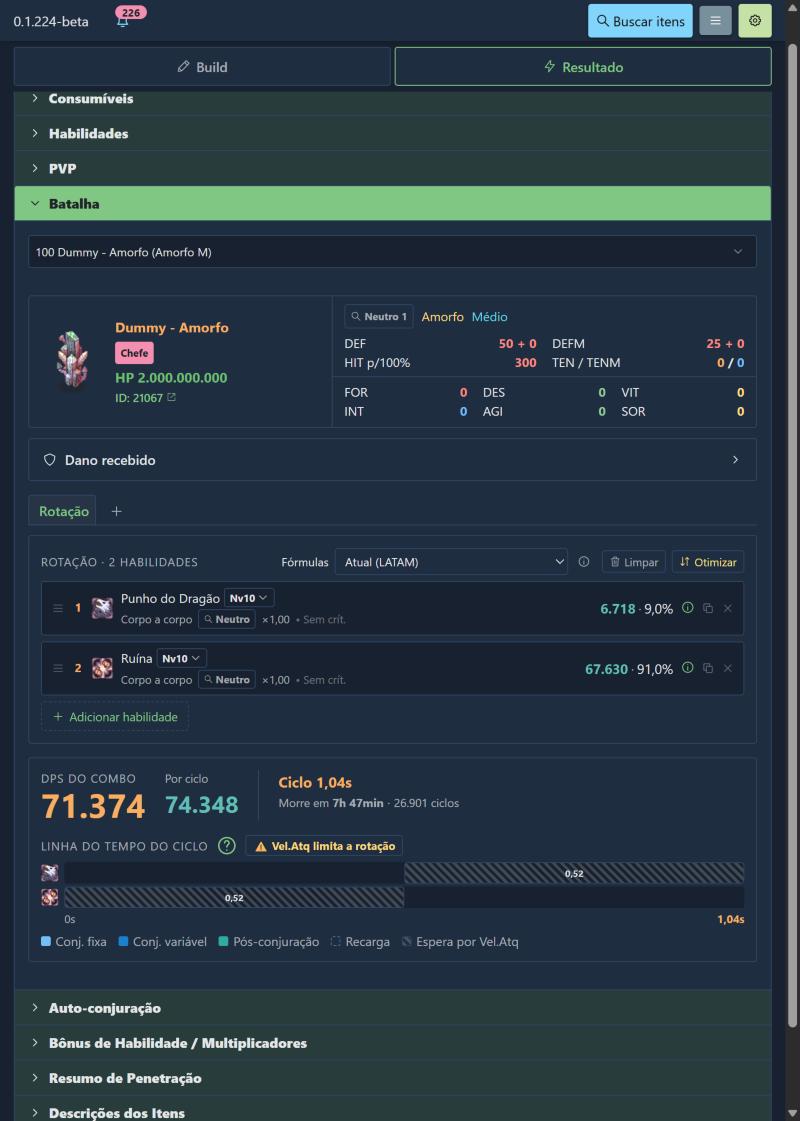 0.1.224-beta
226
Buscar itens
Build
Resultado
Consumíveis
Habilidades
PVP
Batalha
100 Dummy - Amorfo (Amorfo M)
Dummy - Amorfo
Chefe
HP 2.000.000.000
ID: 21067
Neutro 1 Amorfo Médio
DEF 50 + 0 DEFM 25 + 0
HIT p/100% 300 TEN / TENM 0 / 0
FOR 0 DES 0 VIT 0
INT 0 AGI 0 SOR 0
Dano recebido
Rotação +
ROTAÇÃO · 2 HABILIDADES Fórmulas Atual (LATAM) Limpar Otimizar
1 Punho do Dragão Nv10
Corpo a corpo Neutro ×1,00 • Sem crít.
6.718 · 9,0%
2 Ruína Nv10
Corpo a corpo Neutro ×1,00 • Sem crít.
67.630 · 91,0%
+ Adicionar habilidade
DPS DO COMBO
71.374
Por ciclo
74.348
Ciclo 1,04s
Morre em 7h 47min · 26.901 ciclos
LINHA DO TEMPO DO CICLO ? Vel.Atq limita a rotação
0,52
0,52
0s 1,04s
Conj. fixa Conj. variável Pós-conjuração Recarga Espera por Vel.Atq
Auto-conjuração
Bônus de Habilidade / Multiplicadores
Resumo de Penetração
Descrições dos Itens